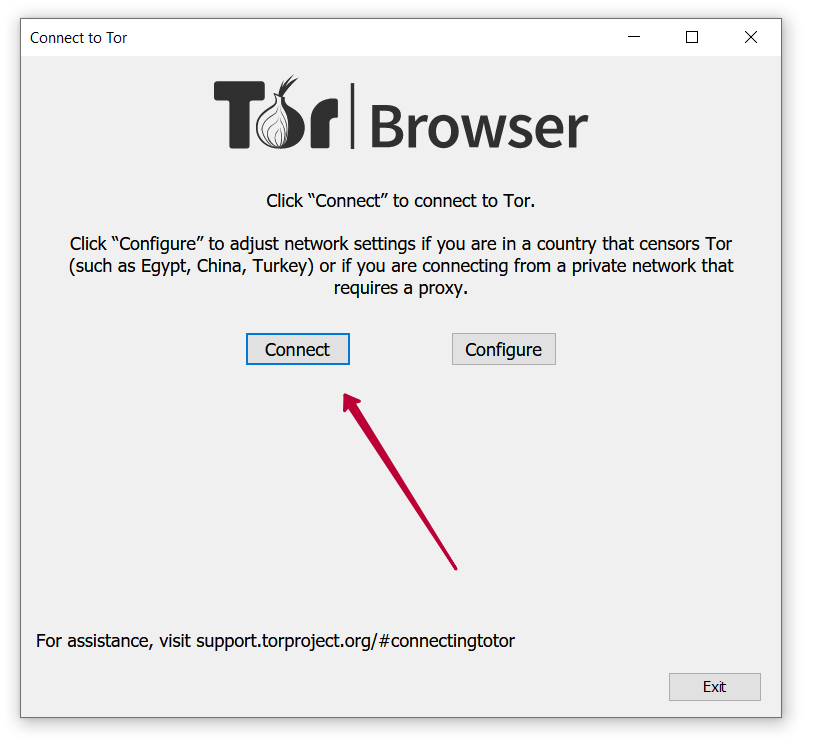 Connect to Tor
Tor | Browser
Click “Connect” to connect to Tor.
Click “Configure” to adjust network settings if you are in a country that censors Tor
(such as Egypt, China, Turkey) or if you are connecting from a private network that
requires a proxy.
Connect Configure
For assistance, visit support.torproject.org/#connectingtotor
Exit